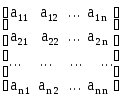 a11 a12 ... a1n
a21 a22 ... a2n
... ... ... ...
an1 an2 ... ann